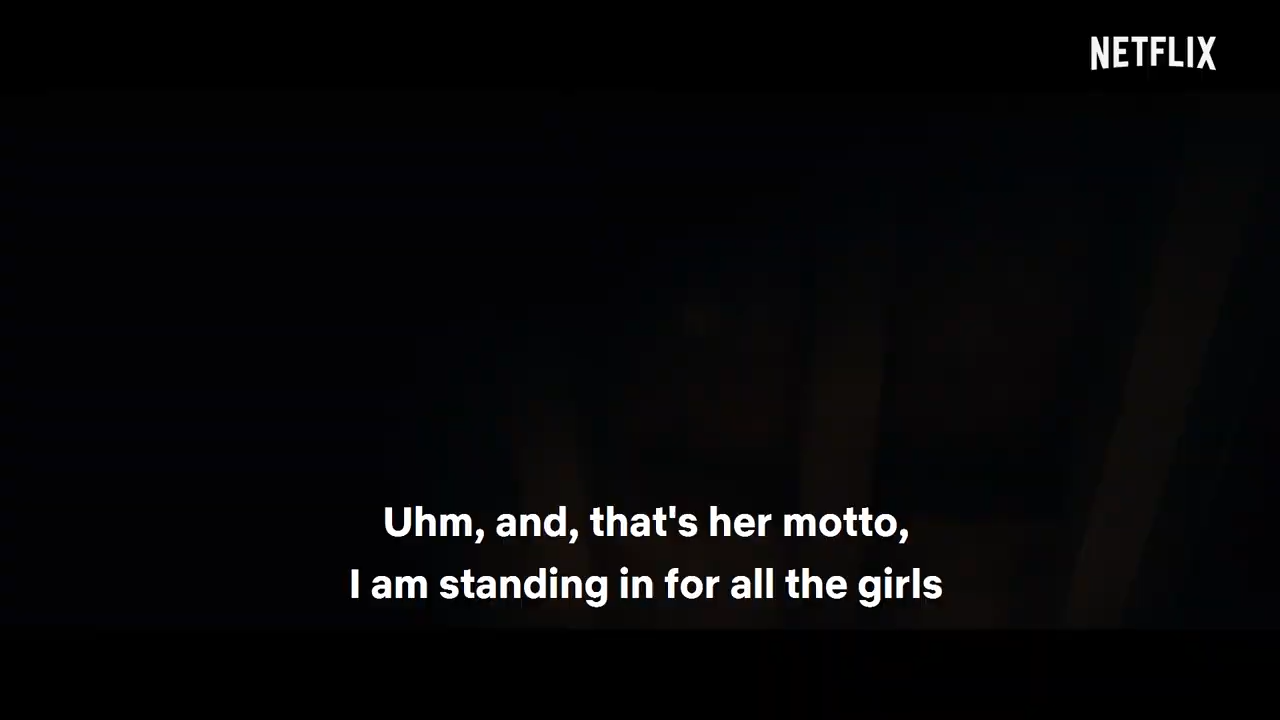 NETFLIX
Uhm, and, that's her motto,
I am standing in for all the girls